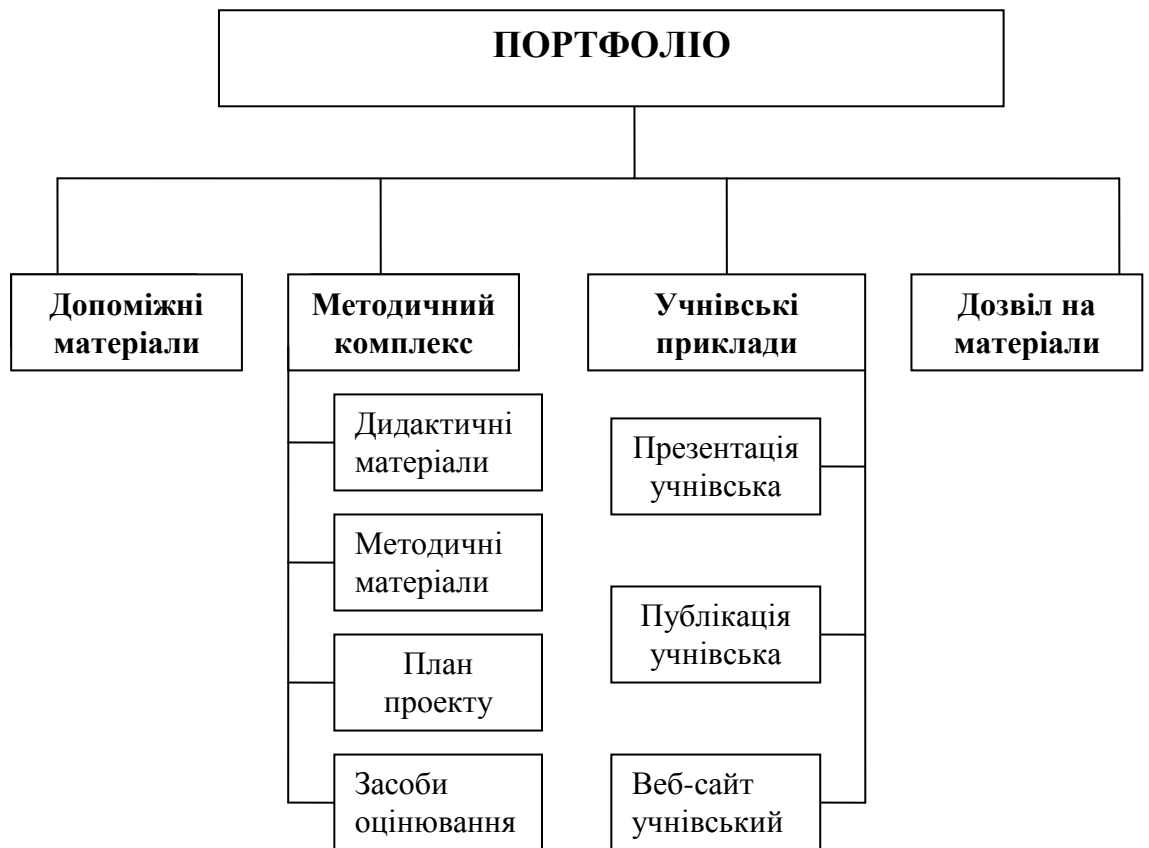 ПОРТФОЛІО
Допоміжні
матеріали
Методичний
комплекс
Учнівські
приклади
Дозвіл на
матеріали
Дидактичні
матеріали
Методичні
матеріали
План
проекту
Засоби
оцінювання
Презентація
учнівська
Публікація
учнівська
Веб-сайт
учнівський